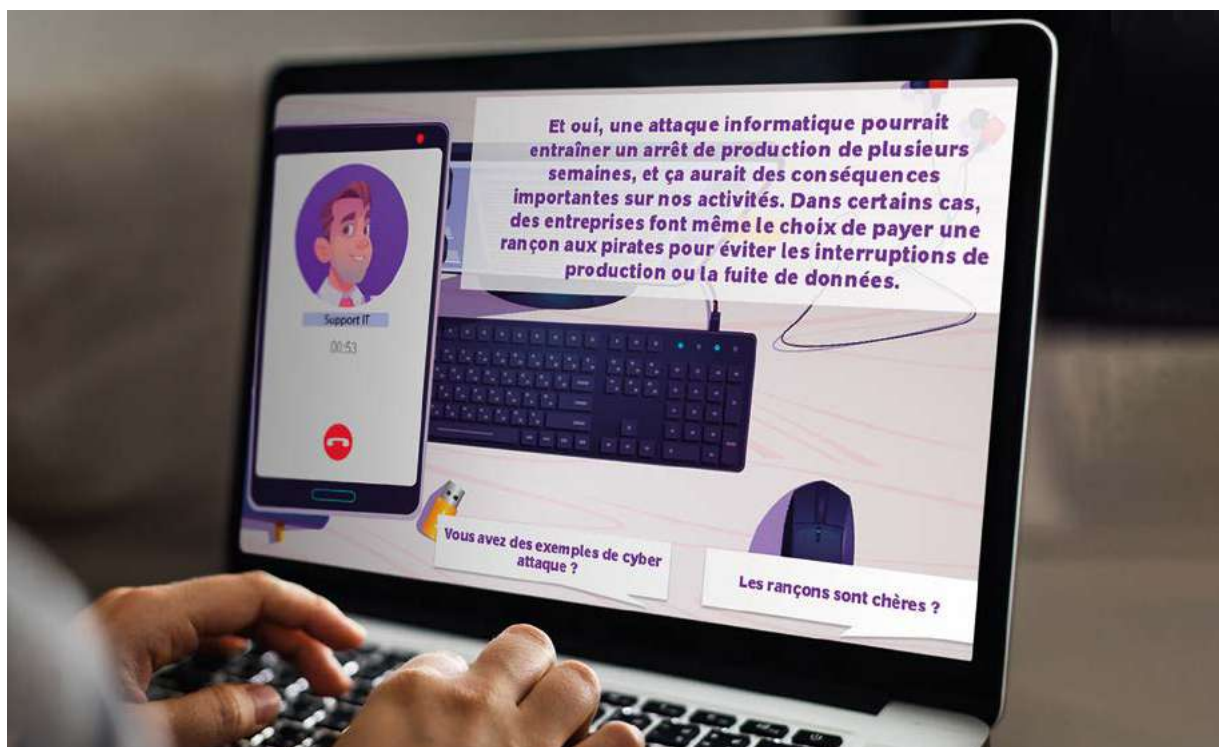 Et oui, une attaque informatique pourrait
entraîner un arrêt de production de plusieurs
semaines, et ça aurait des conséquences
importantes sur nos activités. Dans certains cas,
des entreprises font même le choix de payer une
rançon aux pirates pour éviter les interruptions de
production ou la fuite de données.
Support IT
00:53
Vous avez des exemples de cyber
attaque ?
Les rançons sont chères ?